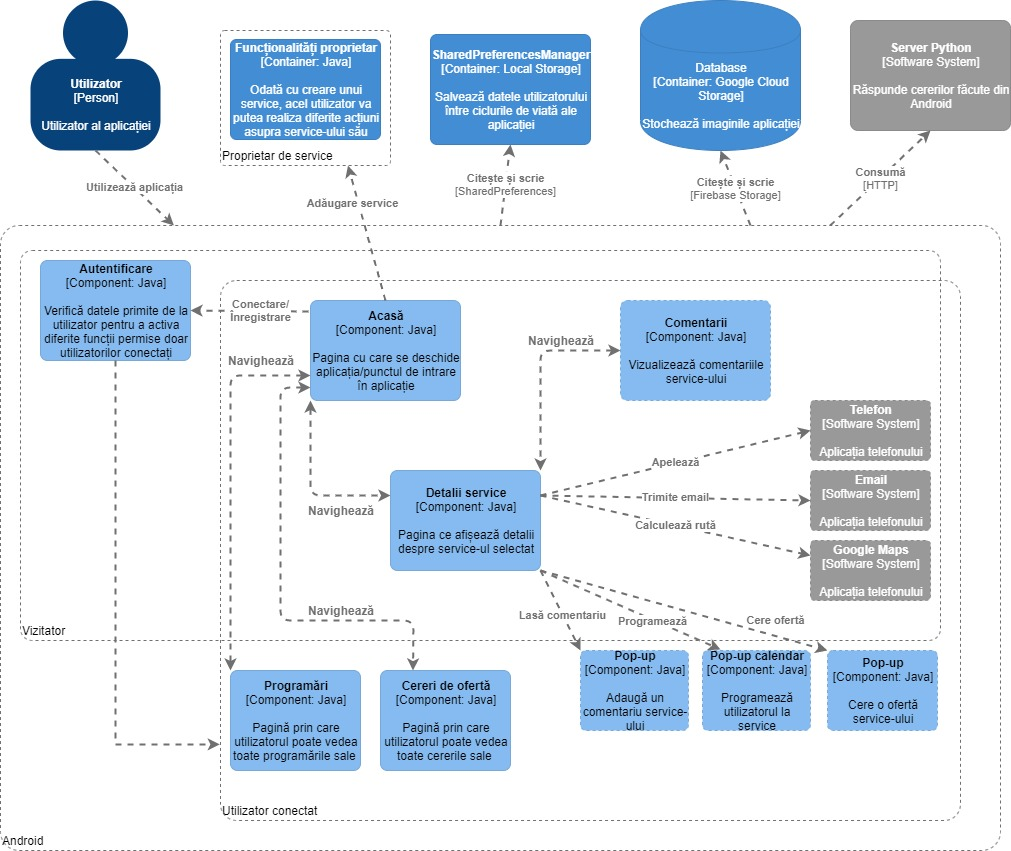 Utilizator
[Person]
Utilizator al aplicației
Funcționalități proprietar
[Container: Java]
Odată cu creare unui
service, acel utilizator va
putea realiza diferite acțiuni
asupra service-ului său
Proprietar de service
SharedPreferencesManager
[Container: Local Storage]
Salvează datele utilizatorului
între ciclurile de viată ale
aplicației
Database
[Container: Google Cloud
Storage]
Stochează imaginile aplicației
Server Python
[Software System]
Răspunde cererilor făcute din
Android
Utilizează aplicația
Adăugare service
Citește și scrie
[SharedPreferences]
Citește și scrie
[Firebase Storage]
Consumă
[HTTP]
Autentificare
[Component: Java]
Verifică datele primite de la
utilizator pentru a activa
diferite funcții permise doar
utilizatorilor conectați
Conectare/
Inregistrare
Acasă
[Component: Java]
Pagina cu care se deschide
aplicația/punctul de intrare
în aplicație
Navighează
Navighează
Comentarii
[Component: Java]
Vizualizează comentariile
service-ului
Telefon
[Software System]
Aplicația telefonului
Apelează
Detalii service
[Component: Java]
Pagina ce afișează detalii
despre service-ul selectat
Navighează
Trimite email
Email
[Software System]
Aplicația telefonului
Calculează rută
Google Maps
[Software System]
Aplicația telefonului
Navighează
Lasă comentariu
Programează
Cere ofertă
Vizitator
Programări
[Component: Java]
Pagină prin care
utilizatorul poate vedea
toate programările sale
Cereri de ofertă
[Component: Java]
Pagină prin care
utilizatorul poate vedea
toate cererile sale
Pop-up
[Component: Java]
Adaugă un
comentariu service-
ului
Pop-up calendar
[Component: Java]
Programează
utilizatorul la
service
Pop-up
[Component: Java]
Cere o ofertă
service-ului
Utilizator conectat
Android